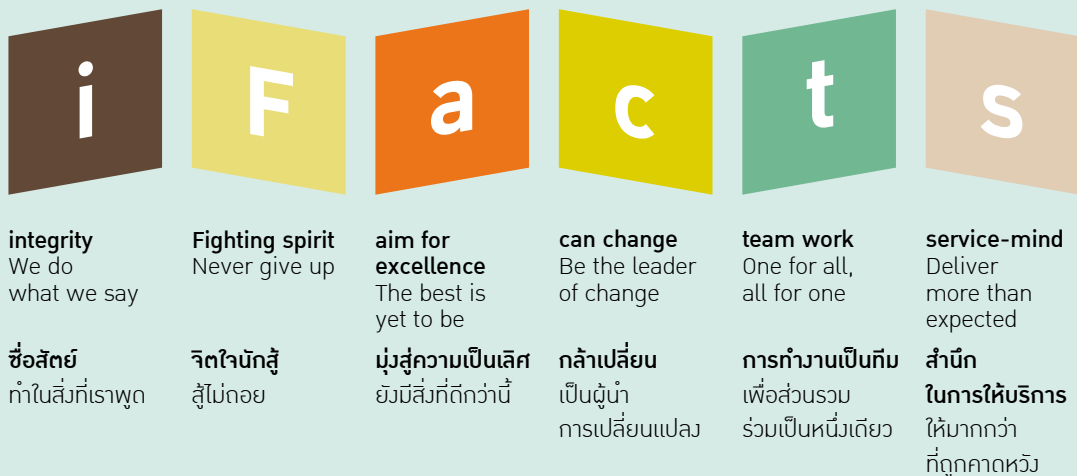 i
F
a
c
t
s
integrity
We do
what we say
ซื่อสัตย์
ทำในสิ่งที่เราพูด
Fighting spirit
Never give up
จิตใจนักสู้
สู้ไม่ถอย
aim for
excellence
The best is
yet to be
มุ่งสู่ความเป็นเลิศ
ยังมีสิ่งที่ดีกว่านี้
can change
Be the leader
of change
กล้าเปลี่ยน
เป็นผู้นำ
การเปลี่ยนแปลง
team work
One for all,
all for one
การทำงานเป็นทีม
เพื่อส่วนรวม
ร่วมเป็นหนึ่งเดียว
service-mind
Deliver
more than
expected
สำนึก
ในการให้บริการ
ให้มากกว่า
ที่ถูกคาดหวัง